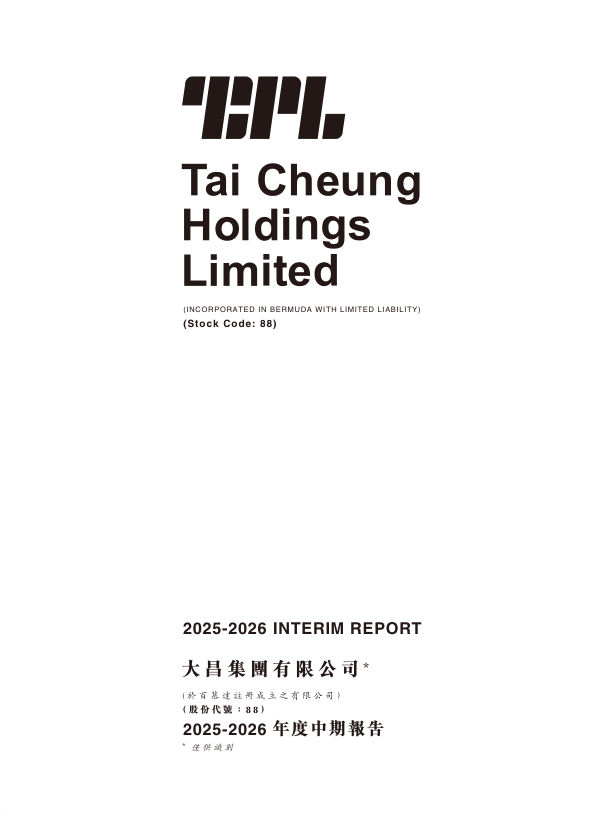 TCPL
Tai Cheung
Holdings
Limited
(INCORPORATED IN BERMUDA WITH LIMITED LIABILITY)
(Stock Code: 88)
2025-2026 INTERIM REPORT
大昌集團有限公司*
(於百慕達註冊成立之有限公司)
(股份代號：88)
2025-2026 年度中期報告
* 僅供識別